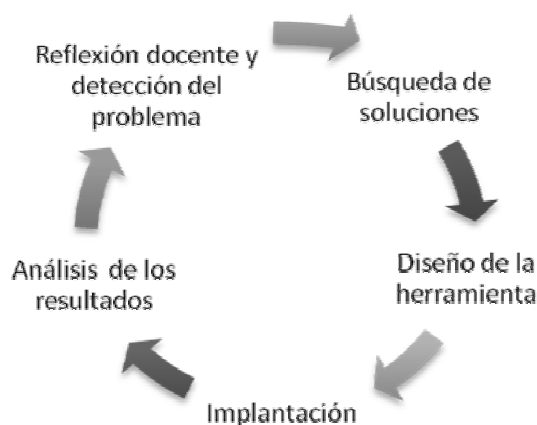 Reflexión docente y
detección del
problema
Búsqueda de
soluciones
Diseño de la
herramienta
Implantación
Análisis de los
resultados